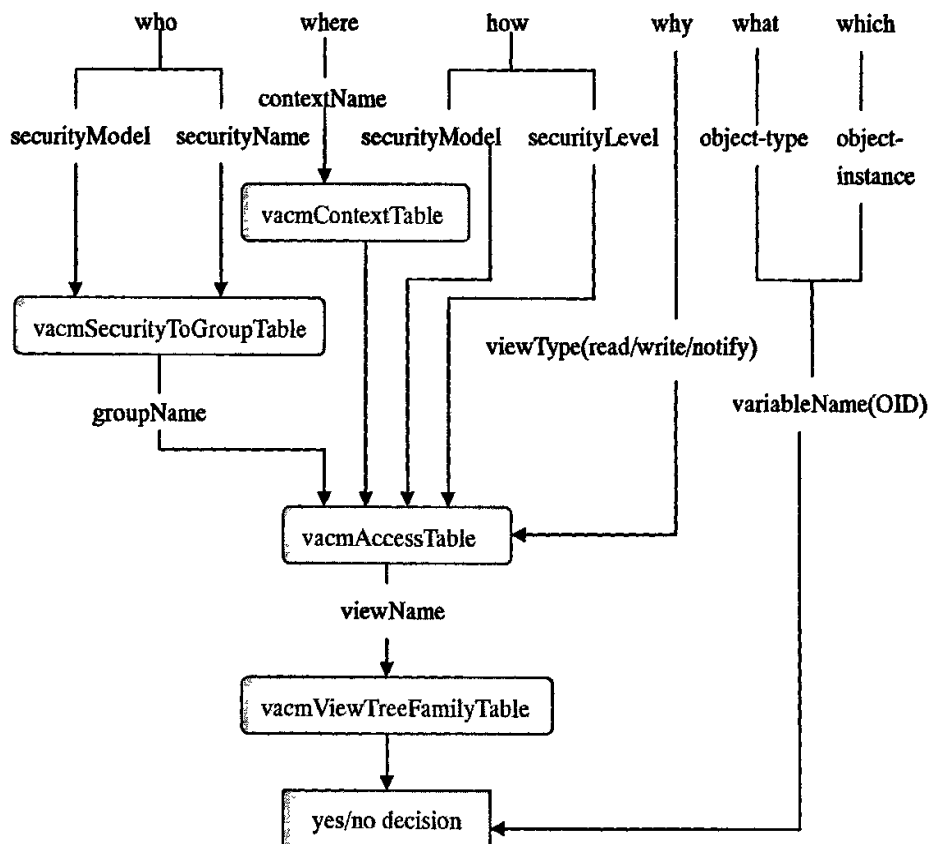 who where how why what which
contextName
securityModel securityName securityModel securityLevel object-type object-
instance
vacmContextTable
vacmSecurityToGroupTable
viewType(read/write/notify)
groupName
variableName(OID)
vacmAccessTable
viewName
vacmViewTreeFamilyTable
yes/no decision